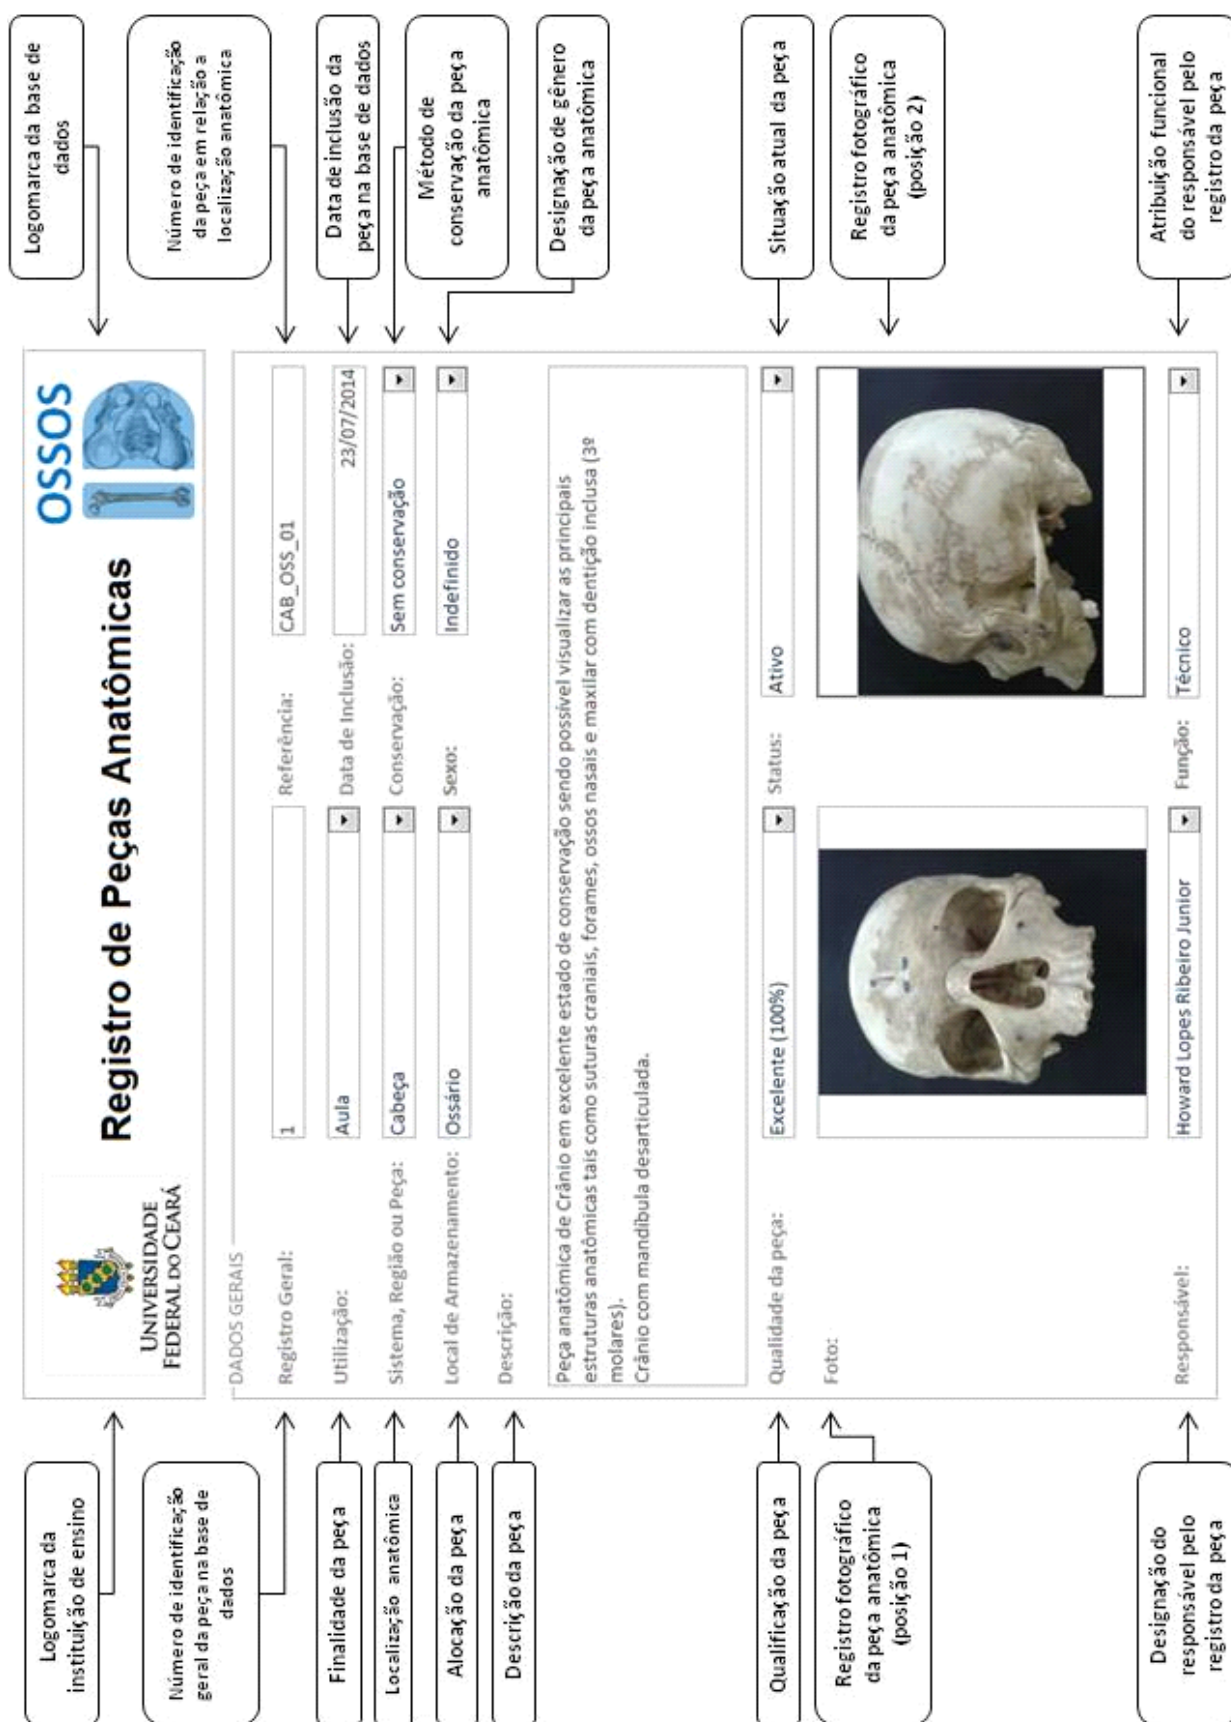 Logomarca da
instituição de ensino
Número de identificação
geral da peça na base de
dados
Finalidade da peça
Localização anatômica
Alocação da peça
Descrição da peça
Qualificação da peça
Registro fotográfico
da peça anatômica
(posição 1)
Designação do
responsável pelo
registro da peça
UNIVERSIDADE
FEDERAL DO CEARÁ
Registro de Peças Anatômicas
OSSOS
DADOS GERAIS
Registro Geral: 1 Referência: CAB_OSS_01
Utilização: Aula Data de Inclusão: 23/07/2014
Sistema, Região ou Peça: Cabeça Conservação: Sem conservação
Local de Armazenamento: Ossário Sexo: Indefinido
Descrição:
Peça anatômica de Crânio em excelente estado de conservação sendo possível visualizar as principais
estruturas anatômicas tais como suturas craniais, forames, ossos nasais e maxilar com dentição inclusa (3º
molares).
Crânio com mandíbula desarticulada.
Qualidade da peça: Excelente (100%) Status: Ativo
Foto:
Responsável: Howard Lopes Ribeiro Junior Função: Técnico
Logomarca da base de
dados
Número de identificação
da peça em relação a
localização anatômica
Data de inclusão da
peça na base de dados
Método de
conservação da peça
anatômica
Designação de gênero
da peça anatômica
Situação atual da peça
Registro fotográfico
da peça anatômica
(posição 2)
Atribuição funcional
do responsável pelo
registro da peça